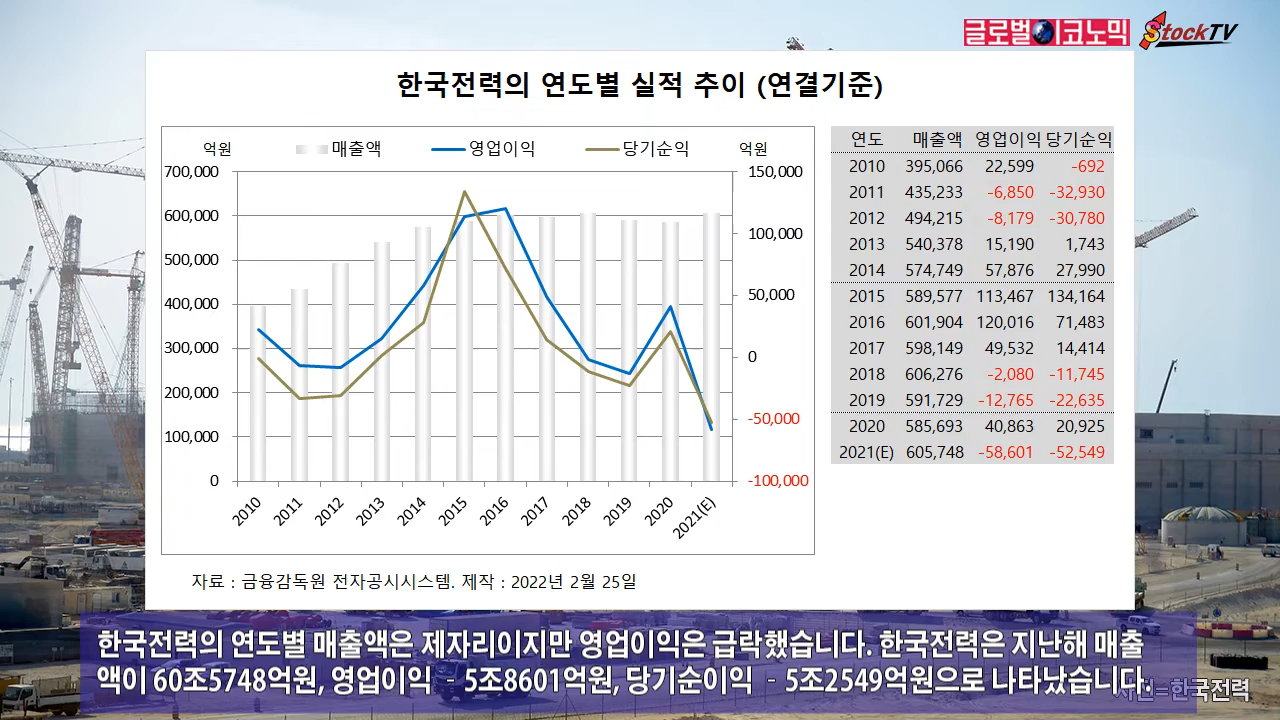 글로벌이코노믹 StockTV
한국전력의 연도별 실적 추이 (연결기준)
억원 매출액 영업이익 당기순익 억원
700,000 150,000
600,000
500,000 100,000
400,000 50,000
300,000 0
200,000
100,000 -50,000
0 -100,000
2010 2011 2012 2013 2014 2015 2016 2017 2018 2019 2020 2021(E)
연도 매출액 영업이익 당기순익
2010 395,066 22,599 -692
2011 435,233 -6,850 -32,930
2012 494,215 -8,179 -30,780
2013 540,378 15,190 1,743
2014 574,749 57,876 27,990
2015 589,577 113,467 134,164
2016 601,904 120,016 71,483
2017 598,149 49,532 14,414
2018 606,276 -2,080 -11,745
2019 591,729 -12,765 -22,635
2020 585,693 40,863 20,925
2021(E) 605,748 -58,601 -52,549
자료 : 금융감독원 전자공시시스템. 제작 : 2022년 2월 25일
한국전력의 연도별 매출액은 제자리이지만 영업이익은 급락했습니다. 한국전력은 지난해 매출
액이 60조5748억원, 영업이익 -5조8601억원, 당기순이익 -5조2549억원으로 나타났습니다.
사진=한국전력